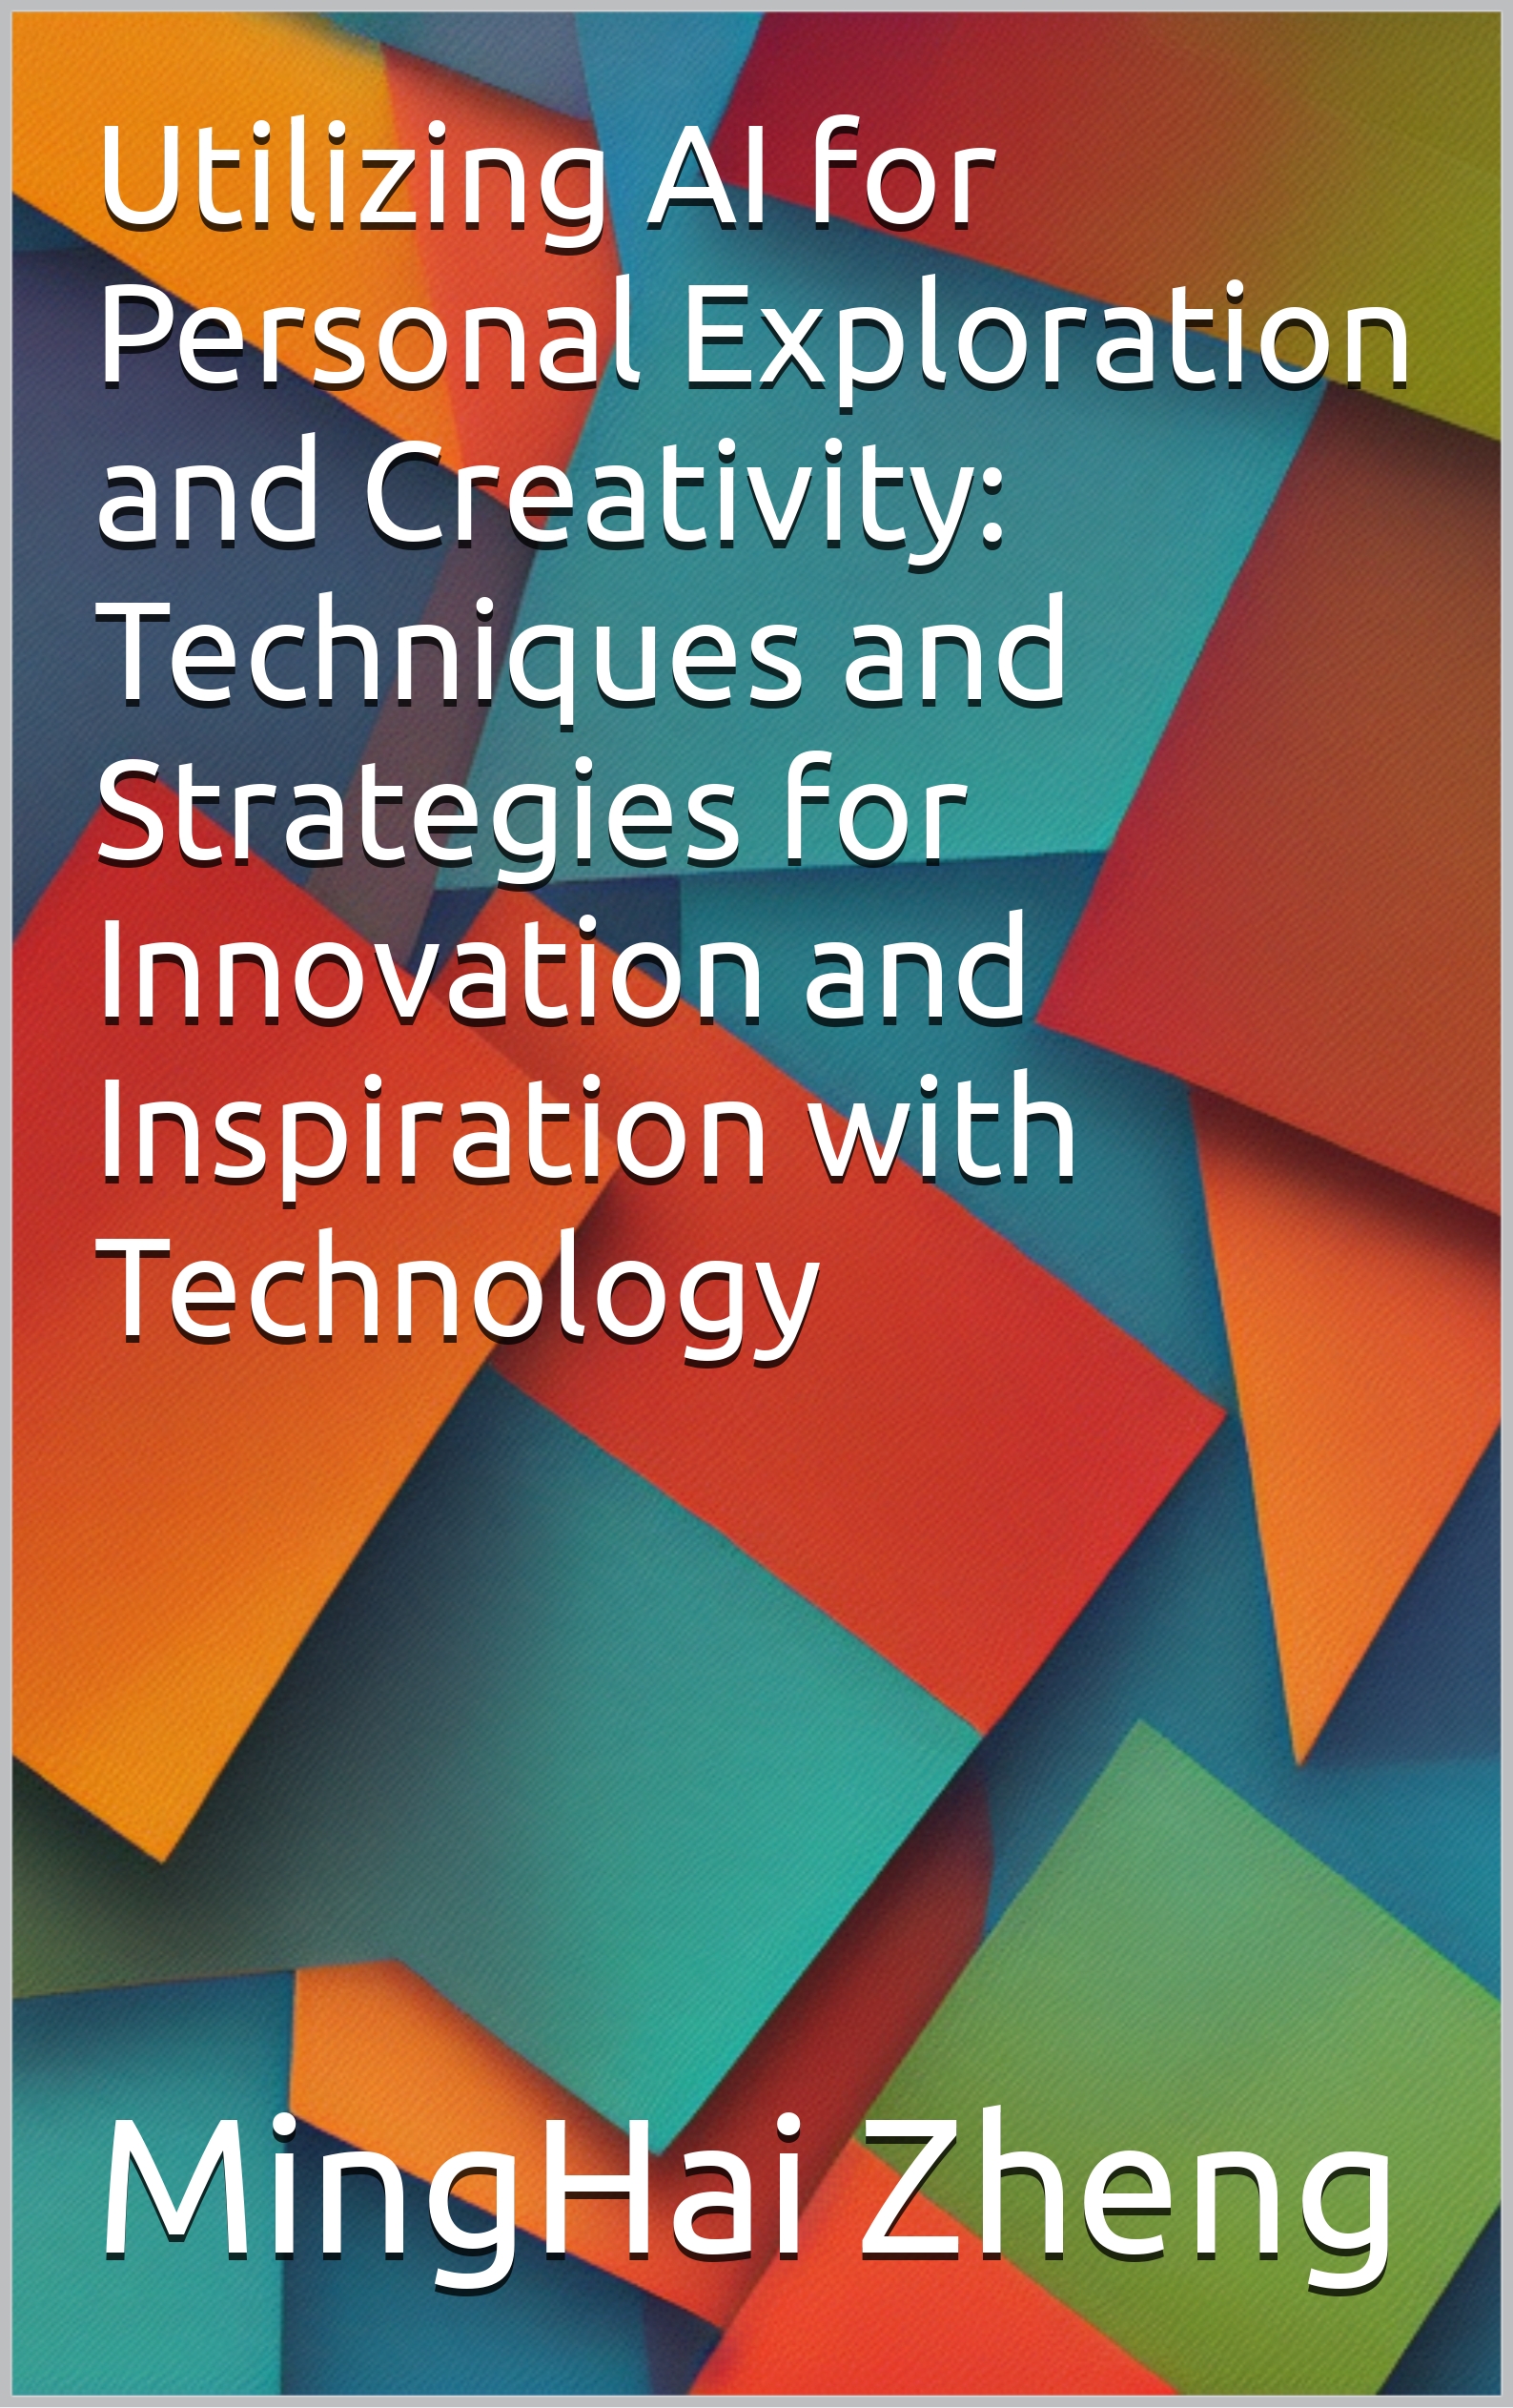 Utilizing AI for
Personal Exploration
and Creativity:
Techniques and
Strategies for
Innovation and
Inspiration with
Technology
MingHai Zheng